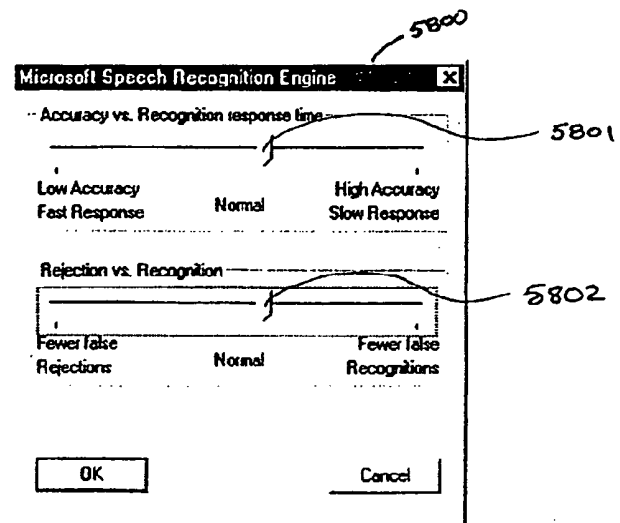 5800
Microsoft Speech Recognition Engine
Accuracy vs. Recognition response time
5801
Low Accuracy
Fast Response
Normal
High Accuracy
Slow Response
Rejection vs. Recognition
5802
Fewer false
Rejections
Normal
Fewer false
Recognitions
OK
Cancel